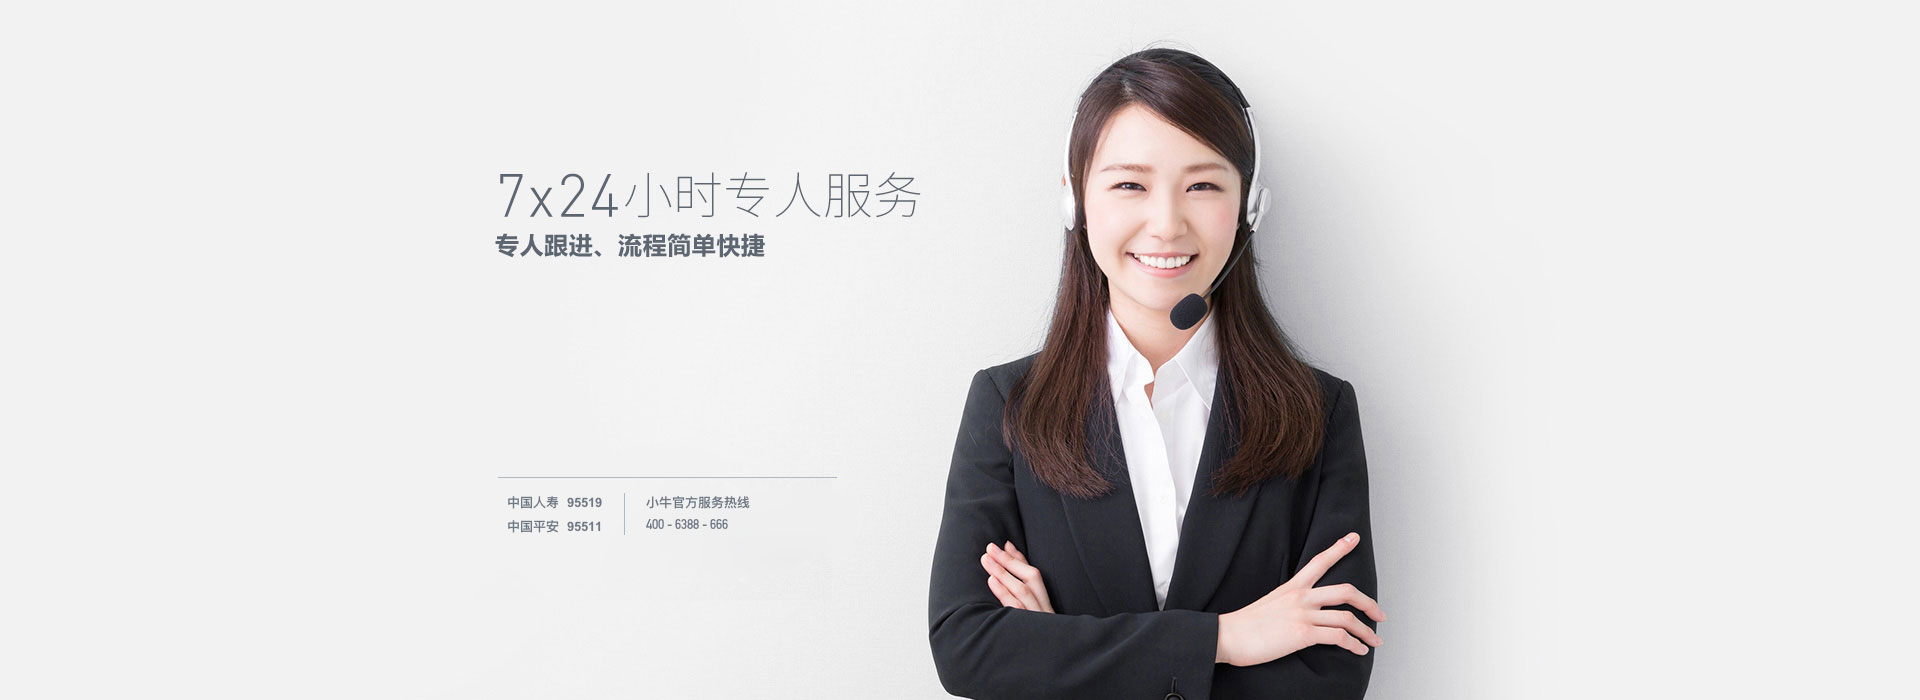 7x24小时专人服务
专人跟进、流程简单快捷
中国人寿 95519
中国平安 95511
小牛官方服务热线
400 - 6388 - 666